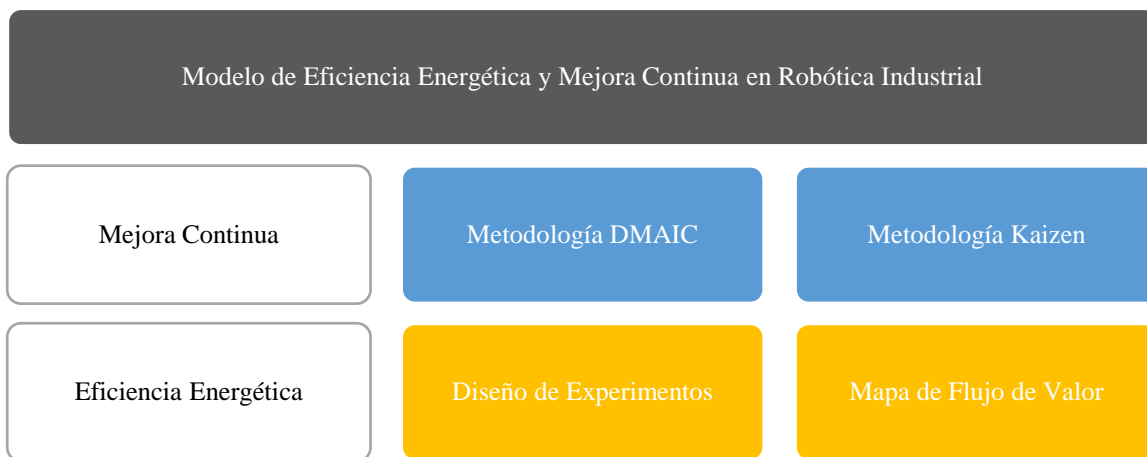 Modelo de Eficiencia Energética y Mejora Continua en Robótica Industrial
Mejora Continua
Metodología DMAIC
Metodología Kaizen
Eficiencia Energética
Diseño de Experimentos
Mapa de Flujo de Valor